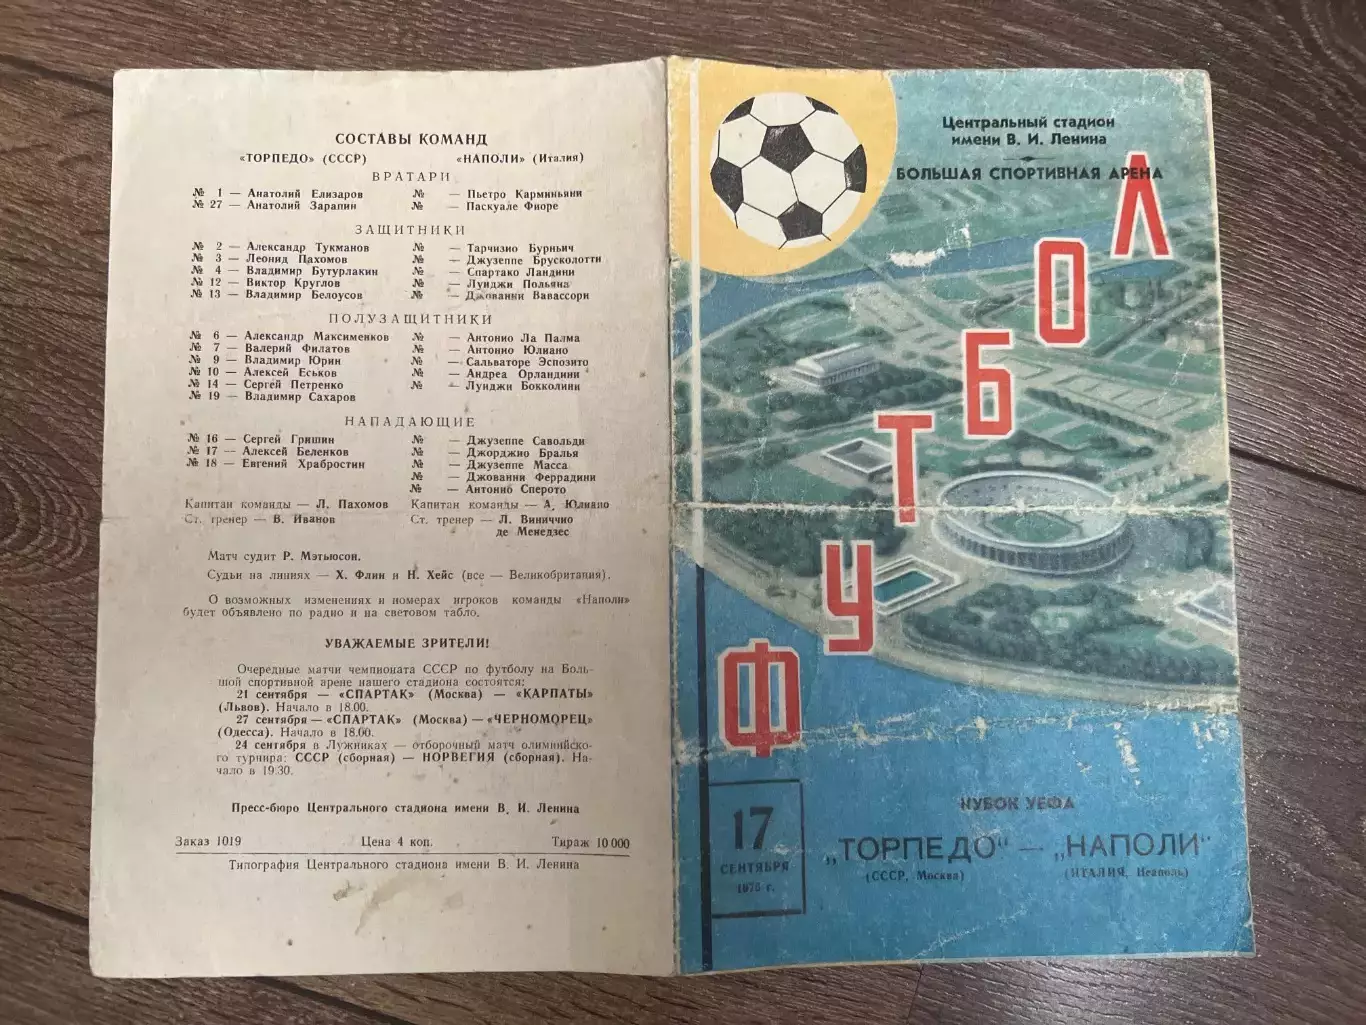 СОСТАВЫ КОМАНД
«ТОРПЕДО» (СССР) «НАПОЛИ» (Италия)
ВРАТАРИ
№ 1 — Анатолий Елизаров № — Пьетро Карминьяни
№ 27 — Анатолий Зарапин № — Паскуале Фиоре
ЗАЩИТНИКИ
№ 2 — Александр Тукманов № — Тарчизио Бурньич
№ 3 — Леонид Пахомов № — Джузеппе Брусколотти
№ 4 — Владимир Бутурлакин № — Спартако Ландини
№ 12 — Виктор Круглов № — Луиджи Польяна
№ 13 — Владимир Белоусов № — Джованни Вавассори
ПОЛУЗАЩИТНИКИ
№ 6 — Александр Максименков № — Антонио Ла Палма
№ 7 — Валерий Филатов № — Антонио Юлиано
№ 9 — Владимир Юрин № — Сальваторе Эспозито
№ 10 — Алексей Еськов № — Андреа Орландини
№ 14 — Сергей Петренко № — Луиджи Бокколини
№ 19 — Владимир Сахаров
НАПАДАЮЩИЕ
№ 16 — Сергей Гришин № — Джузеппе Савольди
№ 17 — Алексей Беленков № — Джорджио Бралья
№ 18 — Евгений Храбростин № — Джузеппе Масса
№ — Джованни Феррадини
№ — Антонио Сперото
Капитан команды — Л. Пахомов Капитан команды — А. Юлиано
Ст. тренер — В. Иванов Ст. тренер — Л. Виниччио
де Менедзес
Матч судит Р. Мэтьюсон.
Судьи на линиях — Х. Флин и Н. Хейс (все — Великобритания).
О возможных изменениях и номерах игроков команды «Наполи»
будет объявлено по радио и на световом табло.
УВАЖАЕМЫЕ ЗРИТЕЛИ!
Очередные матчи чемпионата СССР по футболу на Боль-
шой спортивной арене нашего стадиона состоятся:
21 сентября — «СПАРТАК» (Москва) — «КАРПАТЫ»
(Львов). Начало в 18.00.
27 сентября — «СПАРТАК» (Москва) — «ЧЕРНОМОРЕЦ»
(Одесса). Начало в 18.00.
24 сентября в Лужниках — отборочный матч олимпийско-
го турнира: СССР (сборная) — НОРВЕГИЯ (сборная). На-
чало в 19.30.
Пресс-бюро Центрального стадиона имени В. И. Ленина
Заказ 1019 Цена 4 коп. Тираж 10 000
Типография Центрального стадиона имени В. И. Ленина
Центральный стадион
имени В. И. Ленина
БОЛЬШАЯ СПОРТИВНАЯ АРЕНА
ФУТБОЛ
17
СЕНТЯБРЯ
1975 г.
КУБОК УЕФА
„ТОРПЕДО" — „НАПОЛИ"
(СССР, Москва) (ИТАЛИЯ, Неаполь)